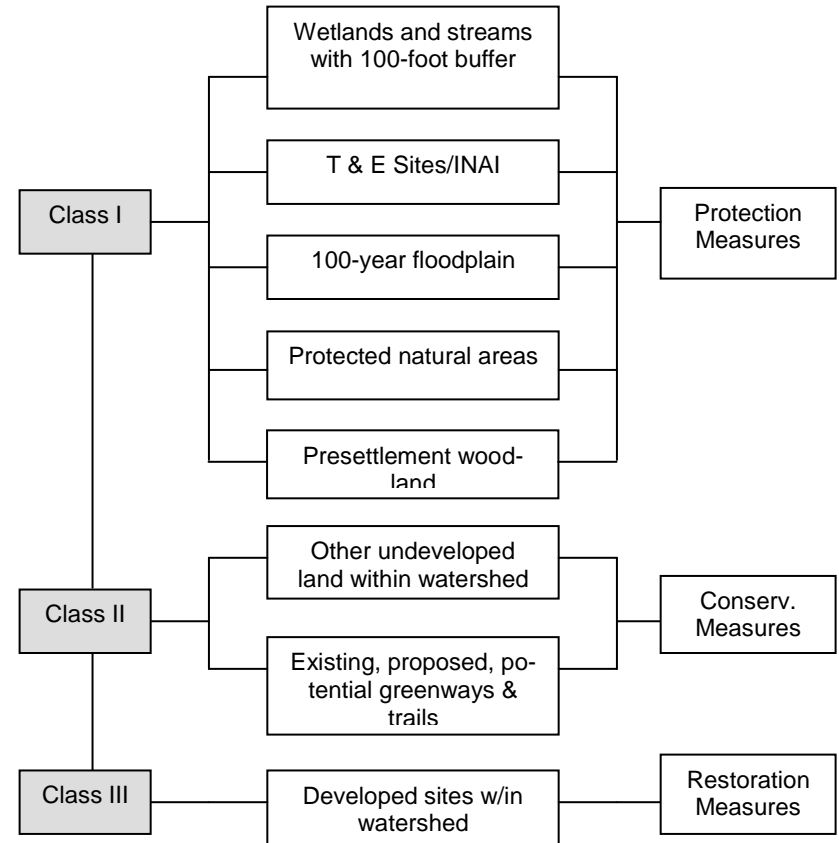 Wetlands and streams
with 100-foot buffer
T & E Sites/INAI
Class I
Protection
Measures
100-year floodplain
Protected natural areas
Presettlement wood-
land
Other undeveloped
land within watershed
Class II
Conserv.
Measures
Existing, proposed, po-
tential greenways &
trails
Class III
Developed sites w/in
watershed
Restoration
Measures